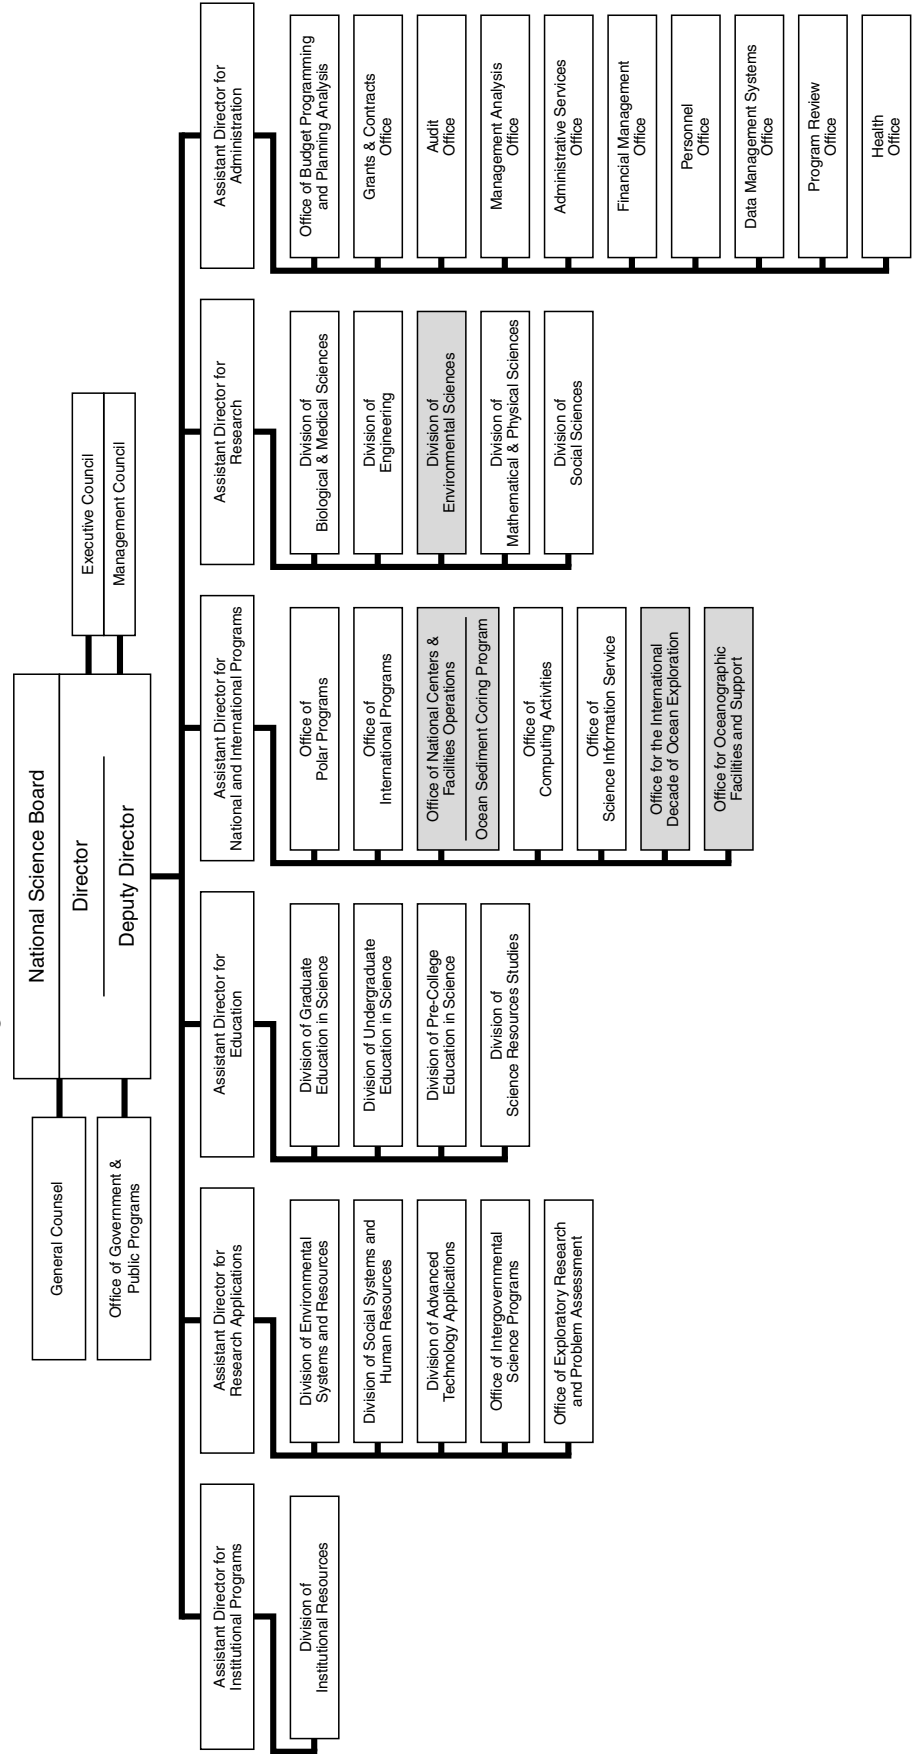 National Science Board
Director
Deputy Director
General Counsel
Office of Government &
Public Programs
Executive Council
Management Council
Assistant Director for
Institutional Programs
Division of
Institutional Resources
Assistant Director for
Research Applications
Division of Environmental
Systems and Resources
Division of Social Systems and
Human Resources
Division of Advanced
Technology Applications
Office of Intergovernmental
Science Programs
Office of Exploratory Research
and Problem Assessment
Assistant Director for
Education
Division of Graduate
Education in Science
Division of Undergraduate
Education in Science
Division of Pre-College
Education in Science
Division of
Science Resources Studies
Assistant Director for
National and International Programs
Office of
Polar Programs
Office of
International Programs
Office of National Centers &
Facilities Operations
Ocean Sediment Coring Program
Office of
Computing Activities
Office of
Science Information Service
Office for the International
Decade of Ocean Exploration
Office for Oceanographic
Facilities and Support
Assistant Director for
Research
Division of
Biological & Medical Sciences
Division of
Engineering
Division of
Environmental Sciences
Division of
Mathematical & Physical Sciences
Division of
Social Sciences
Assistant Director for
Administration
Office of Budget Programming
and Planning Analysis
Grants & Contracts
Office
Audit
Office
Management Analysis
Office
Administrative Services
Office
Financial Management
Office
Personnel
Office
Data Management Systems
Office
Program Review
Office
Health
Office